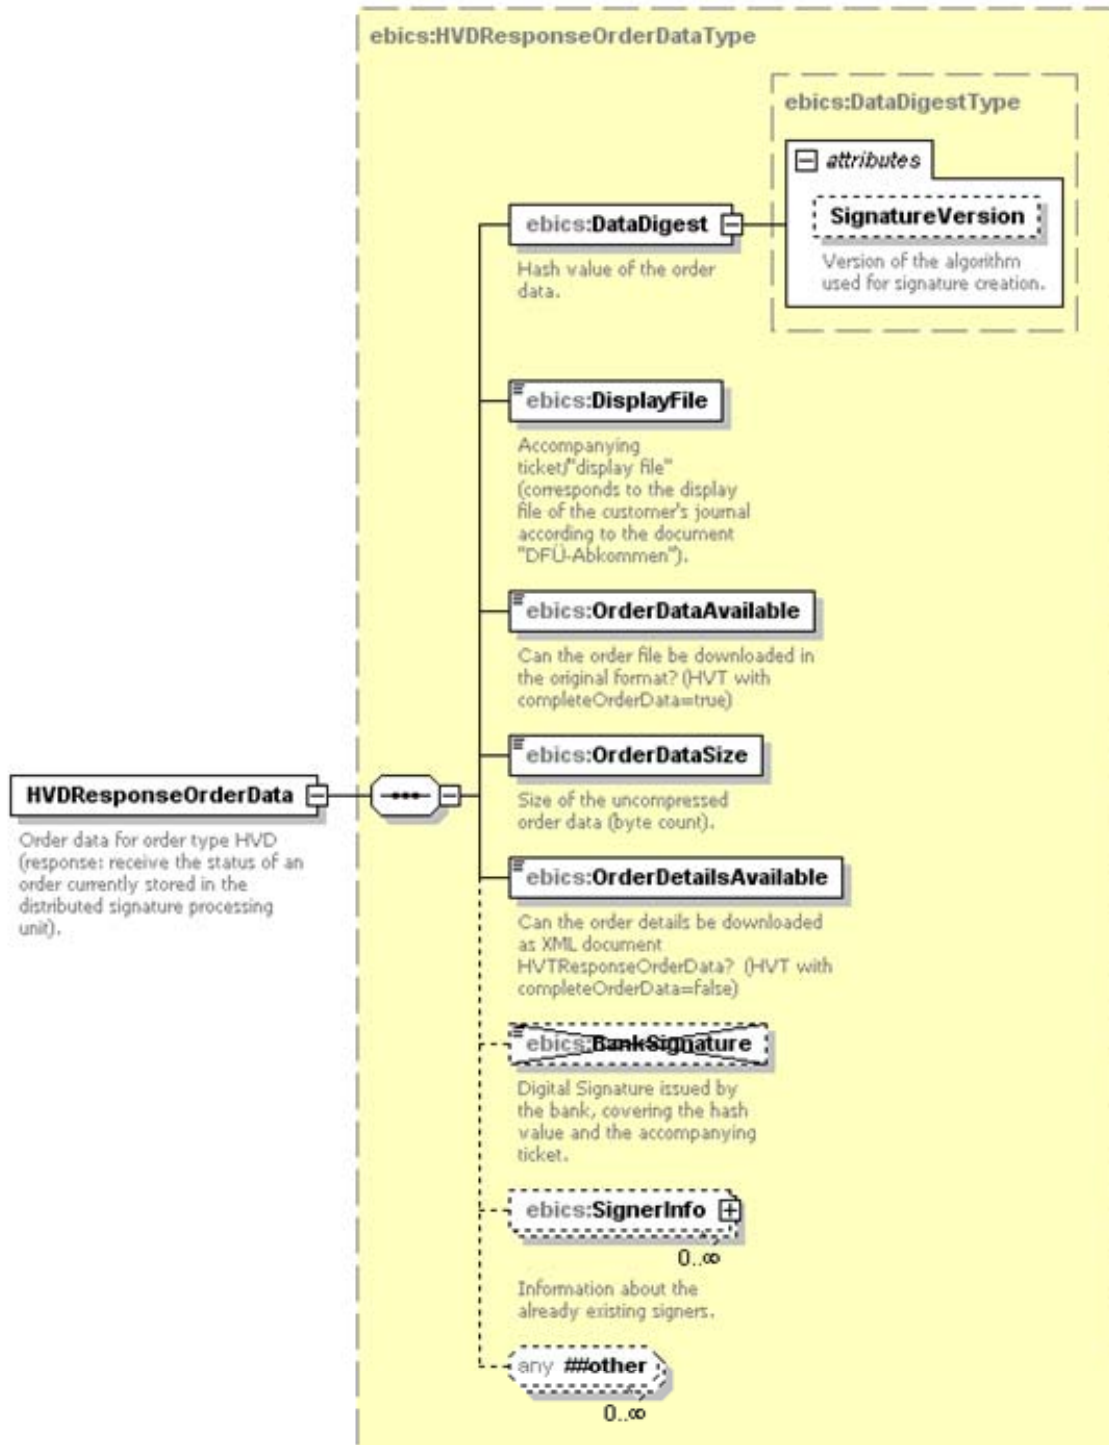 ebics:HVDResponseOrderDataType
ebics:DataDigestType
attributes
SignatureVersion
Version of the algorithm
used for signature creation.
ebics:DataDigest
Hash value of the order
data.
ebics:DisplayFile
Accompanying
ticket/"display file"
(corresponds to the display
file of the customer's journal
according to the document
"DFÜ-Abkommen").
ebics:OrderDataAvailable
Can the order file be downloaded in
the original format? (HVT with
completeOrderData=true)
ebics:OrderDataSize
Size of the uncompressed
order data (byte count).
HVDResponseOrderData
Order data for order type HVD
(response: receive the status of an
order currently stored in the
distributed signature processing
unit).
ebics:OrderDetailsAvailable
Can the order details be downloaded
as XML document
HVTResponseOrderData? (HVT with
completeOrderData=false)
ebics:BankSignature
Digital Signature issued by
the bank, covering the hash
value and the accompanying
ticket.
ebics:SignerInfo
0..∞
Information about the
already existing signers.
any ##other
0..∞